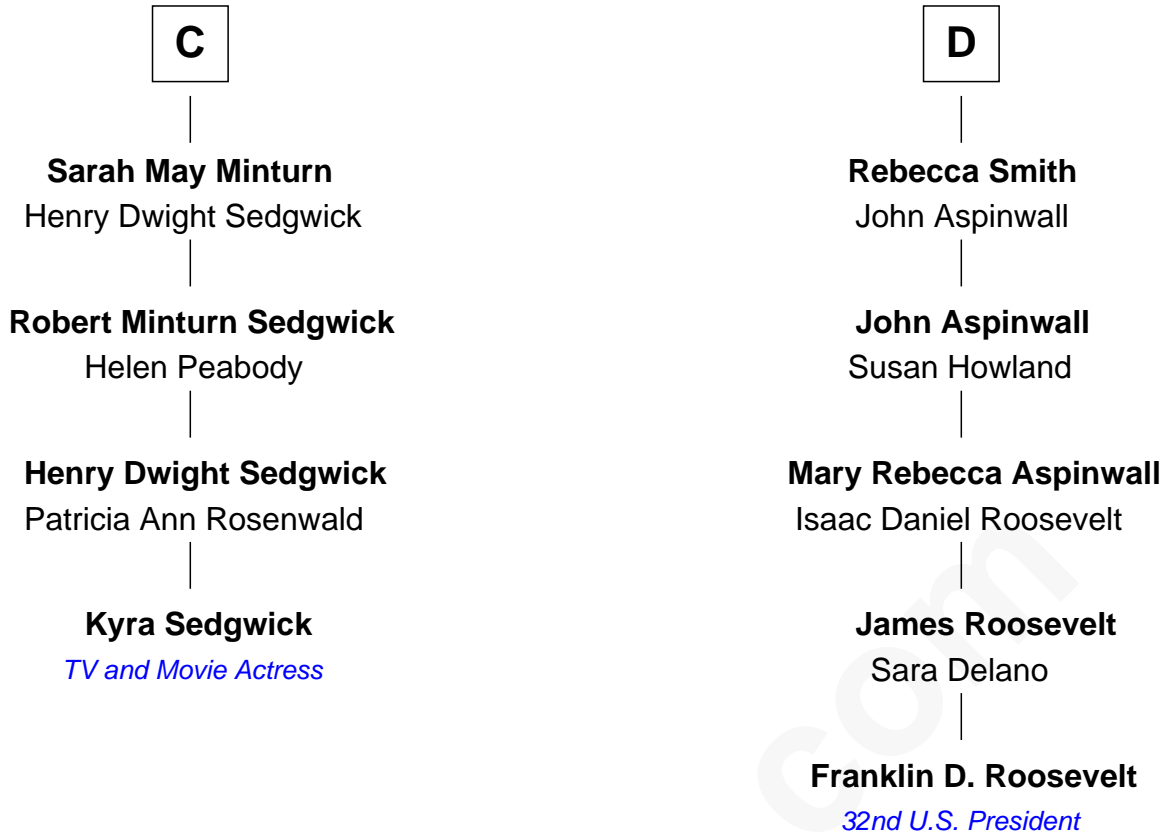 C
Sarah May Minturn
Henry Dwight Sedgwick
Robert Minturn Sedgwick
Helen Peabody
Henry Dwight Sedgwick
Patricia Ann Rosenwald
Kyra Sedgwick
TV and Movie Actress
D
Rebecca Smith
John Aspinwall
John Aspinwall
Susan Howland
Mary Rebecca Aspinwall
Isaac Daniel Roosevelt
James Roosevelt
Sara Delano
Franklin D. Roosevelt
32nd U.S. President
com